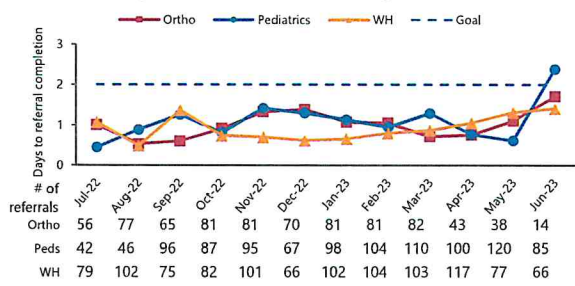 Ortho Pediatrics WH Goal
Days to referral completion
3
2
1
0
Jul-22 Aug-22 Sep-22 Oct-22 Nov-22 Dec-22 Jan-23 Feb-23 Mar-23 Apr-23 May-23 Jun-23
# of
referrals
Ortho 56 77 65 81 81 70 81 81 82 43 38 14
Peds 42 46 96 87 95 67 98 104 110 100 120 85
WH 79 102 75 82 101 66 102 104 103 117 77 66